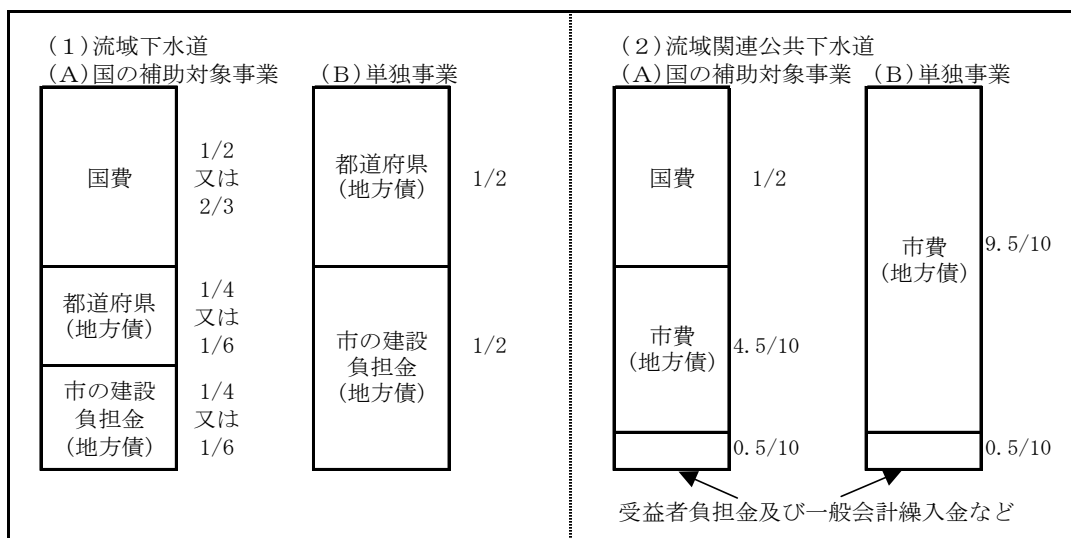 (1)流域下水道
(A)国の補助対象事業
(B)単独事業
国費
1/2
又は
2/3
都道府県
(地方債)
1/4
又は
1/6
市の建設
負担金
(地方債)
1/4
又は
1/6
都道府県
(地方債)
1/2
市の建設
負担金
(地方債)
1/2
(2)流域関連公共下水道
(A)国の補助対象事業
(B)単独事業
国費
1/2
市費
(地方債)
4.5/10
0.5/10
市費
(地方債)
9.5/10
0.5/10
受益者負担金及び一般会計繰入金など